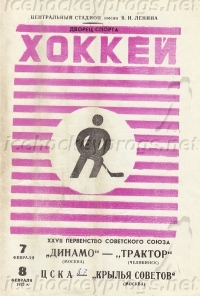 ЦЕНТРАЛЬНЫЙ СТАДИОН имени В. И. ЛЕНИНА
ДВОРЕЦ СПОРТА
ХОККЕЙ
XXVII ПЕРВЕНСТВО СОВЕТСКОГО СОЮЗА
7 ФЕВРАЛЯ
„ДИНАМО" — „ТРАКТОР"
(МОСКВА) (ЧЕЛЯБИНСК)
8 ФЕВРАЛЯ
ЦСКА „КРЫЛЬЯ СОВЕТОВ"
(МОСКВА)